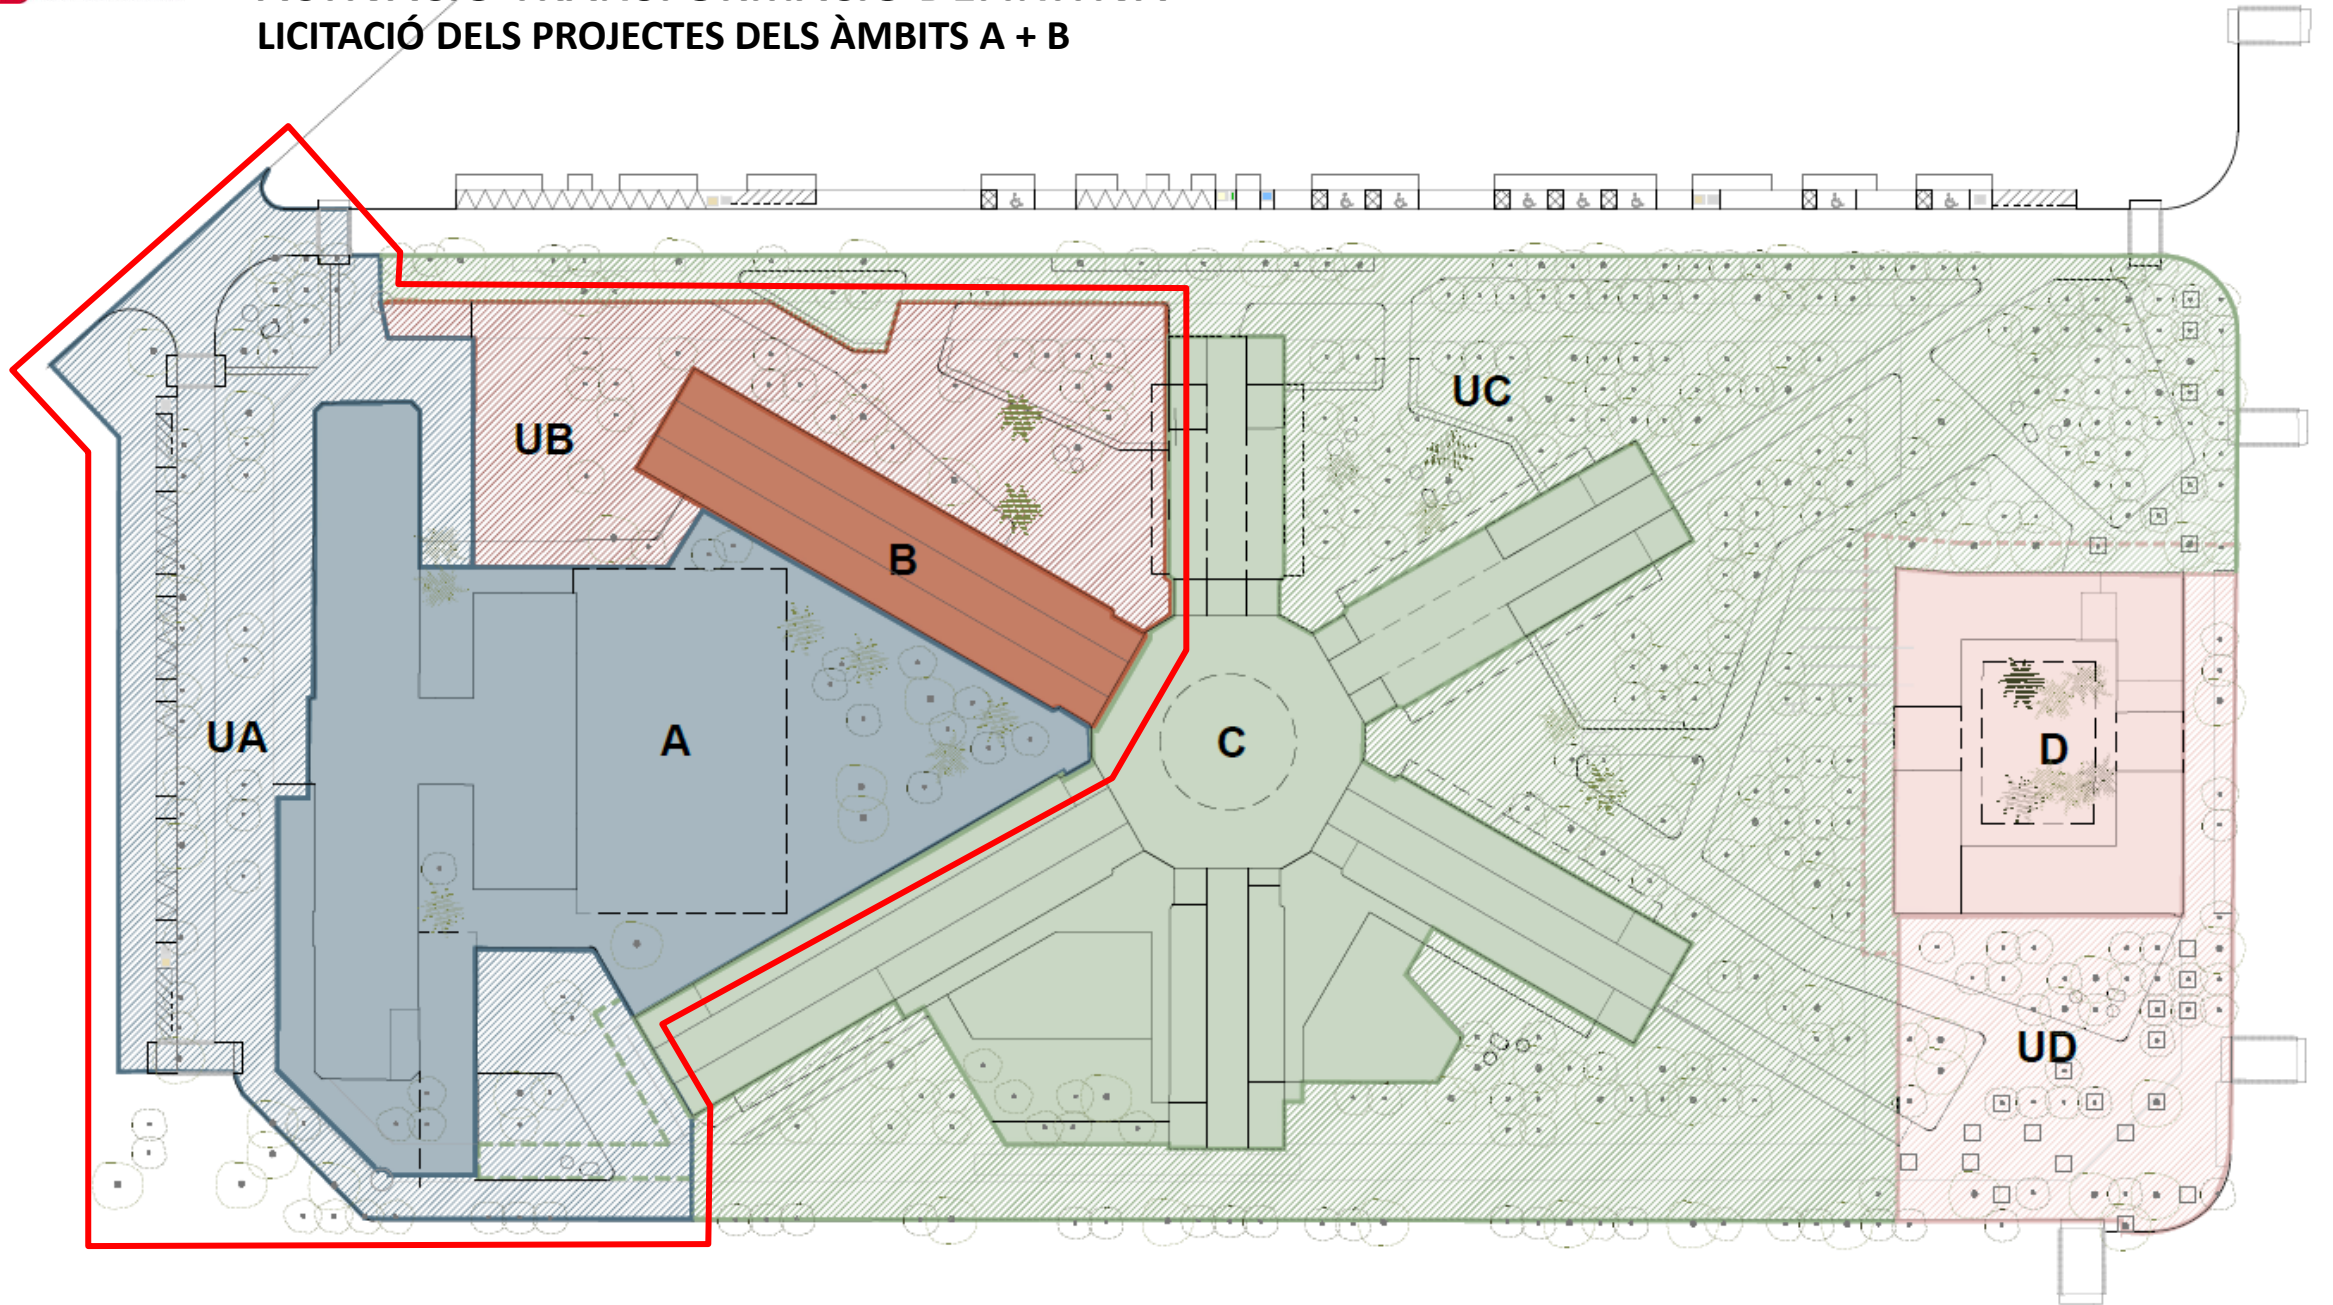 LICITACIÓ DELS PROJECTES DELS ÀMBITS A + B
UC
UB
B
UA
A
C
D
UD